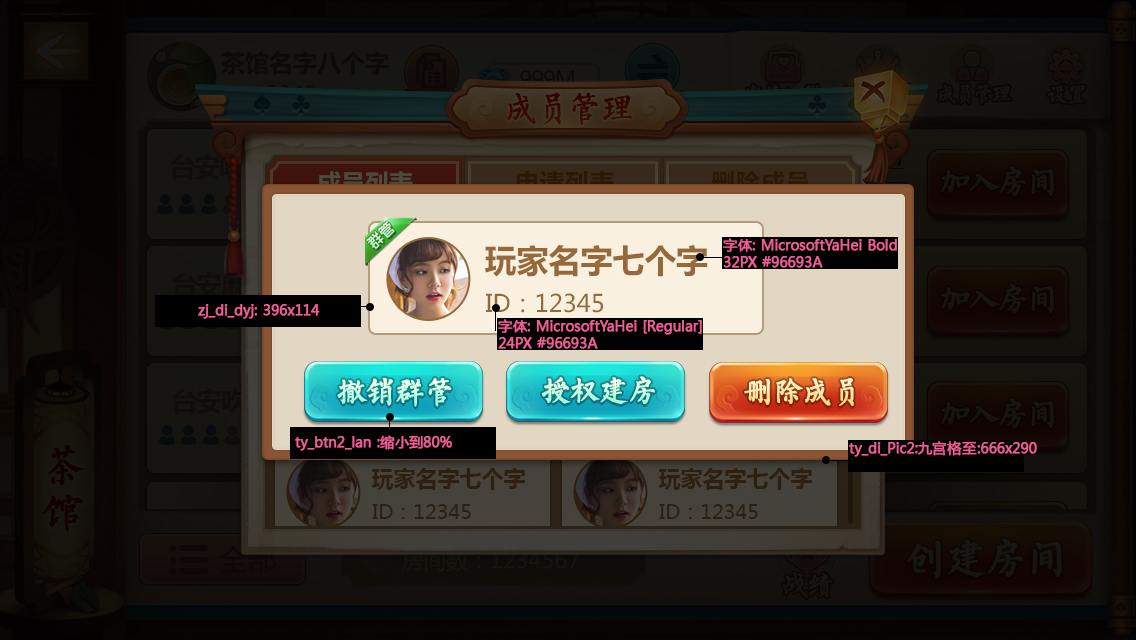 茶馆名字八个字
999M
成员管理
成员管理
设置
成员列表
申请列表
删除成员
加入房间
群管
玩家名字七个字
字体: MicrosoftYaHei Bold
32PX #96693A
ID：12345
zj_di_dyj: 396x114
字体: MicrosoftYaHei [Regular]
24PX #96693A
加入房间
撤销群管
授权建房
删除成员
加入房间
ty_btn2_lan :缩小到80%
ty_di_Pic2:九宫格至:666x290
茶馆
玩家名字七个字
ID：12345
玩家名字七个字
ID：12345
全部
房间数：1234567
战绩
创建房间